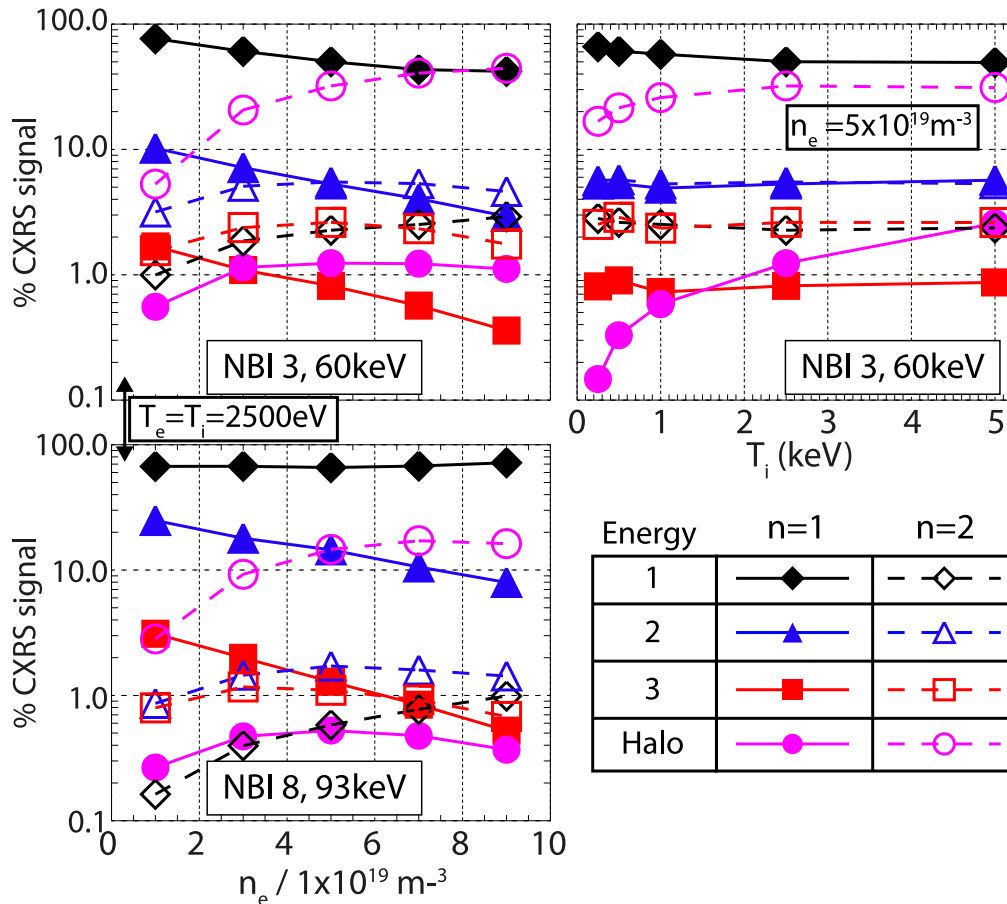 100.0
10.0
1.0
0.1
% CXRS signal
NBI 3, 60keV
n_e =5x10^19m^-3
NBI 3, 60keV
0 1 2 3 4 5
T_i (keV)
T_e=T_i=2500eV
100.0
10.0
1.0
0.1
% CXRS signal
NBI 8, 93keV
0 2 4 6 8 10
n_e / 1x10^19 m^-3
Energy n=1 n=2
1
2
3
Halo